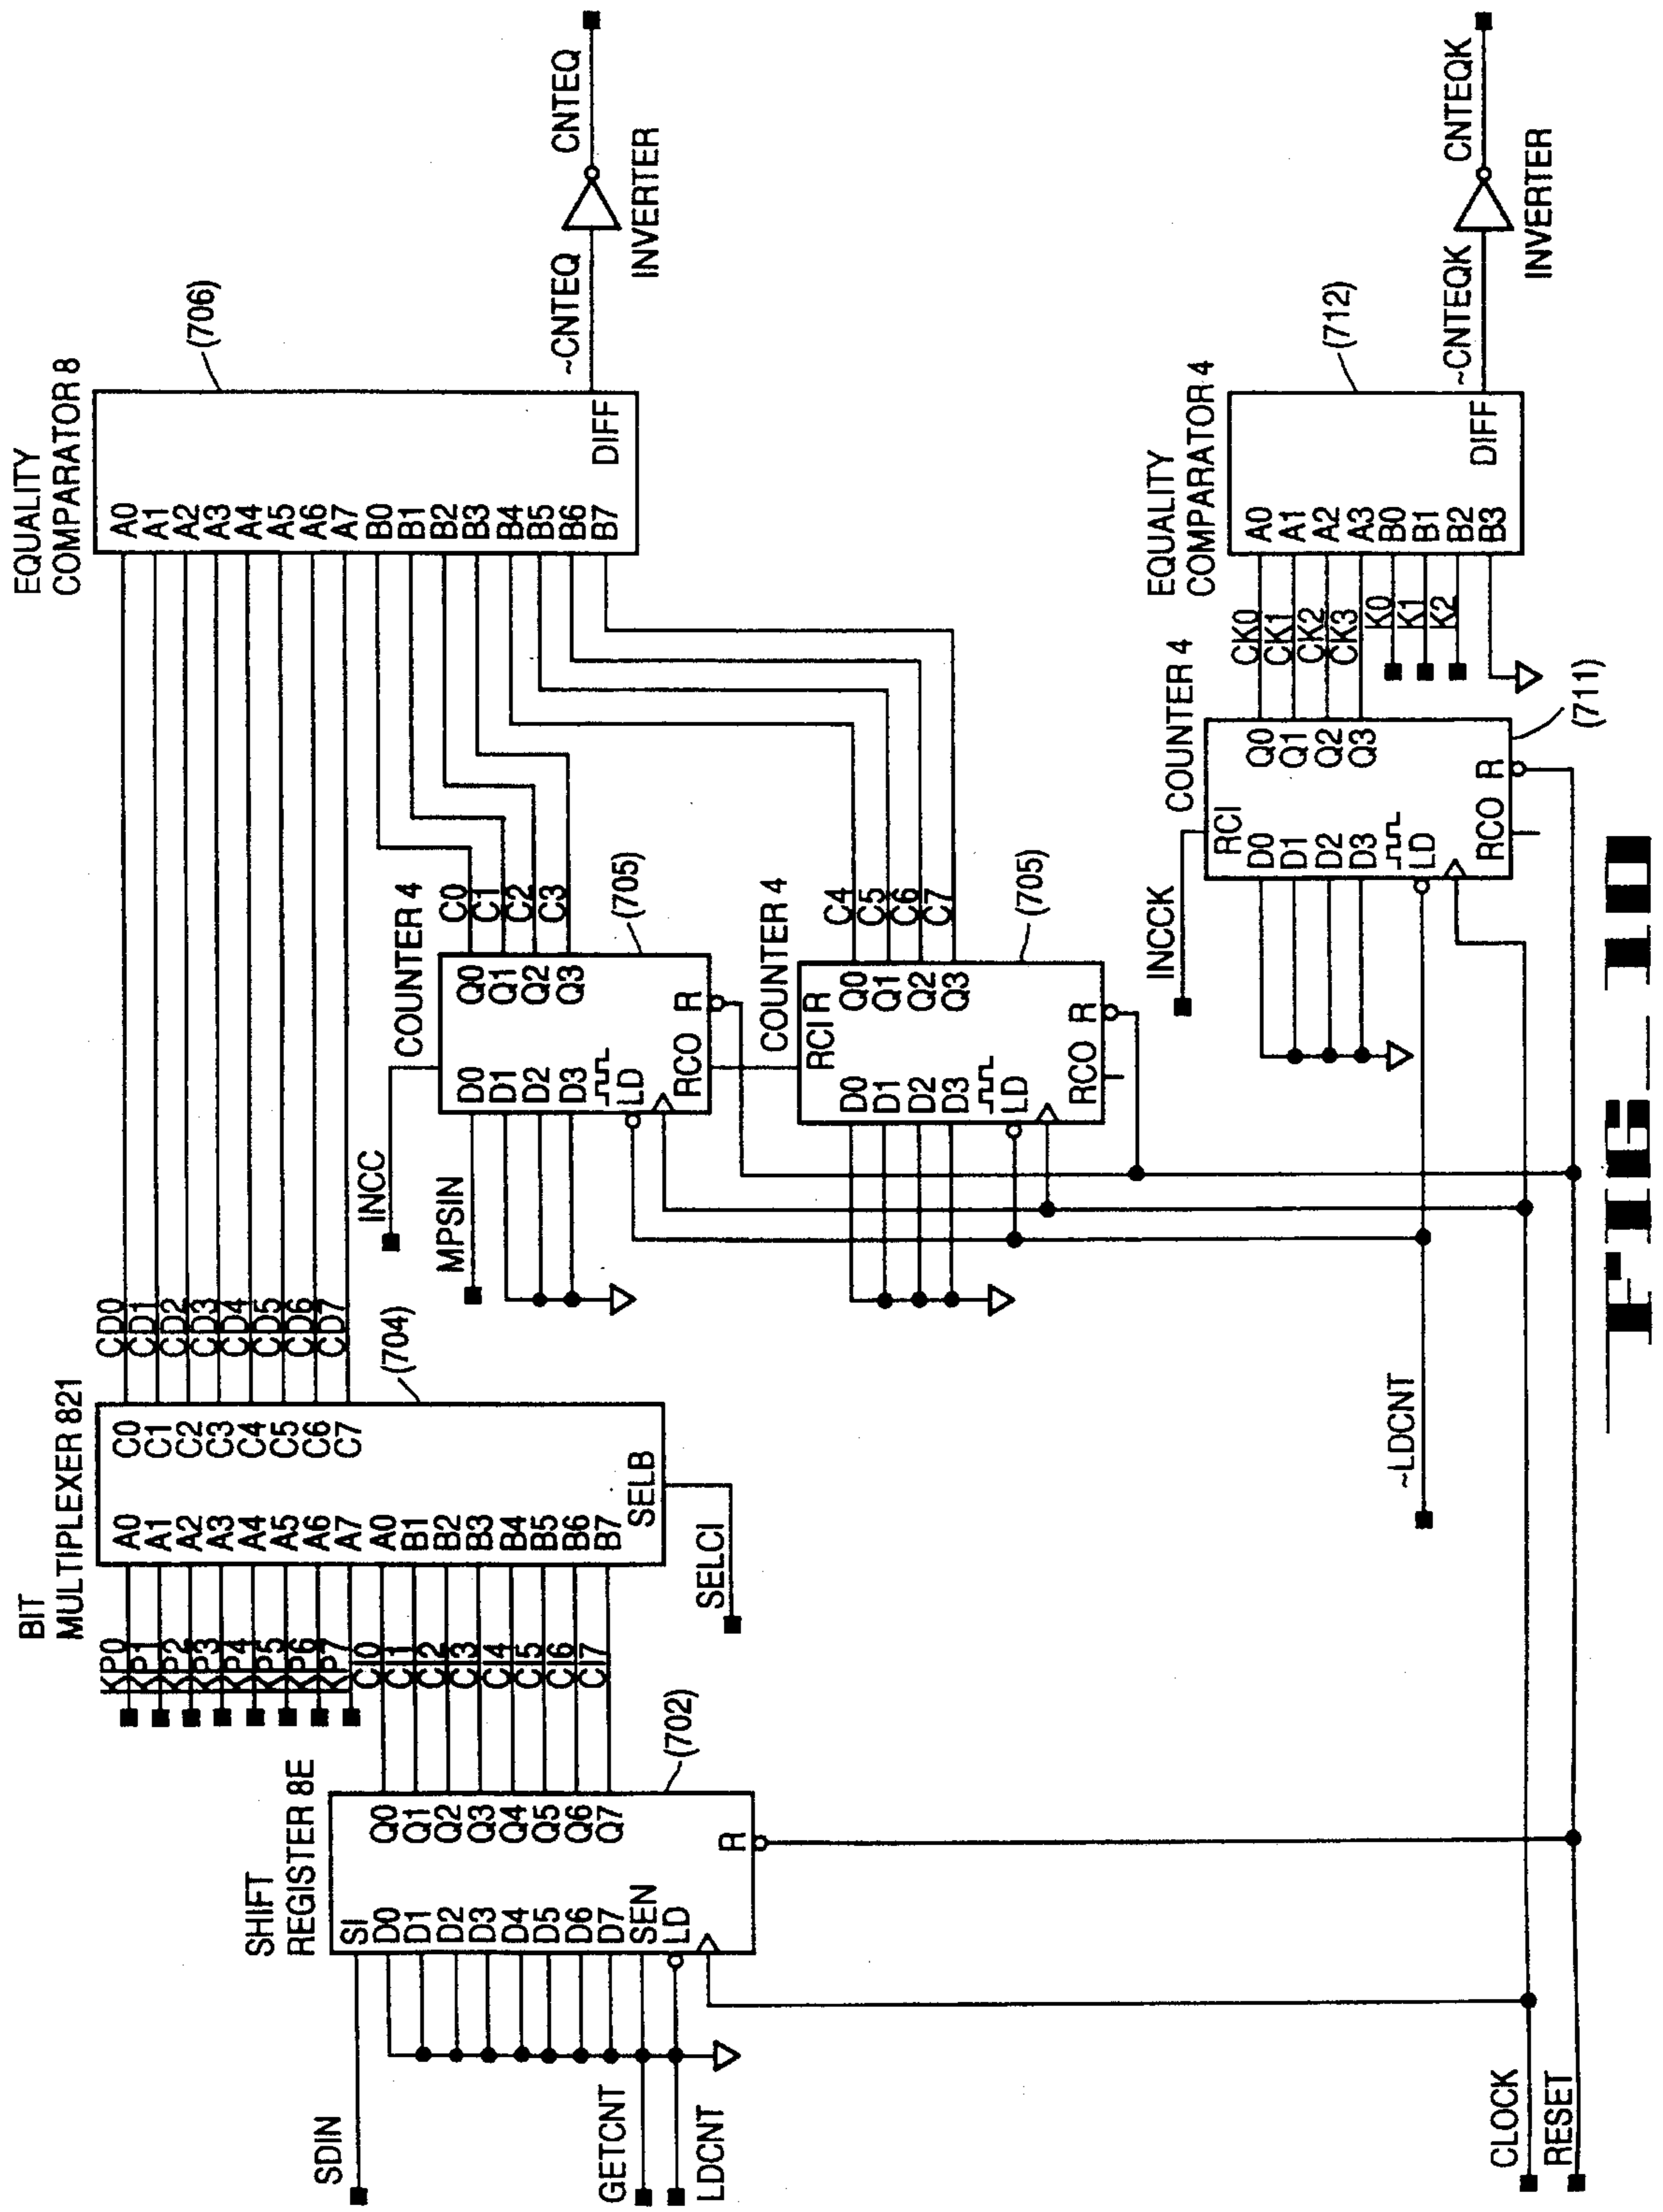 SDIN
GETCNT
LDCNT
CLOCK
RESET
SHIFT
REGISTER 8E
SI
D0
D1
D2
D3
D4
D5
D6
D7
SEN
LD
Q0
Q1
Q2
Q3
Q4
Q5
Q6
Q7
R
(702)
KP0
KP1
KP2
KP3
KP4
KP5
KP6
KP7
CI0
CI1
CI2
CI3
CI4
CI5
CI6
CI7
BIT
MULTIPLEXER 821
A0
A1
A2
A3
A4
A5
A6
A7
A0
B1
B2
B3
B4
B5
B6
B7
C0
C1
C2
C3
C4
C5
C6
C7
SELB
SELCI
(704)
CD0
CD1
CD2
CD3
CD4
CD5
CD6
CD7
INCC
MPSIN
~LDCNT
COUNTER 4
D0
D1
D2
D3
LD
RCO
R
Q0
Q1
Q2
Q3
(705)
C0
C1
C2
C3
COUNTER 4
RCI R
D0
D1
D2
D3
LD
RCO
R
Q0
Q1
Q2
Q3
(705)
C4
C5
C6
C7
INCCK
COUNTER 4
RCI
D0
D1
D2
D3
LD
RCO
R
Q0
Q1
Q2
Q3
(711)
CK0
CK1
CK2
CK3
K0
K1
K2
EQUALITY
COMPARATOR 8
A0
A1
A2
A3
A4
A5
A6
A7
B0
B1
B2
B3
B4
B5
B6
B7
DIFF
(706)
~CNTEQ
INVERTER
CNTEQ
EQUALITY
COMPARATOR 4
A0
A1
A2
A3
B0
B1
B2
B3
DIFF
(712)
~CNTEQK
INVERTER
CNTEQK
FIG 10